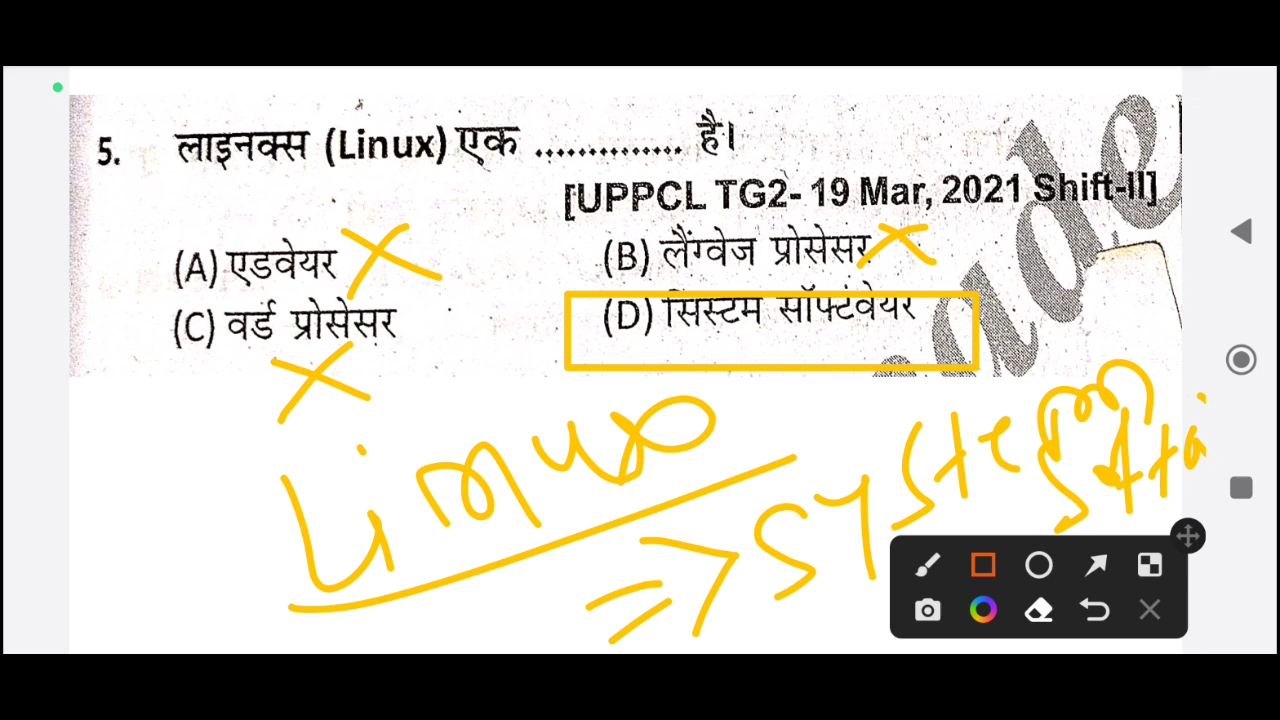 5. लाइनक्स (Linux) एक .............. है।
[UPPCL TG2- 19 Mar, 2021 Shift-II]
(A) एडवेयर (B) लैंग्वेज प्रोसेसर
(C) वर्ड प्रोसेसर (D) सिस्टम सॉफ्टवेयर
Linux
=> System